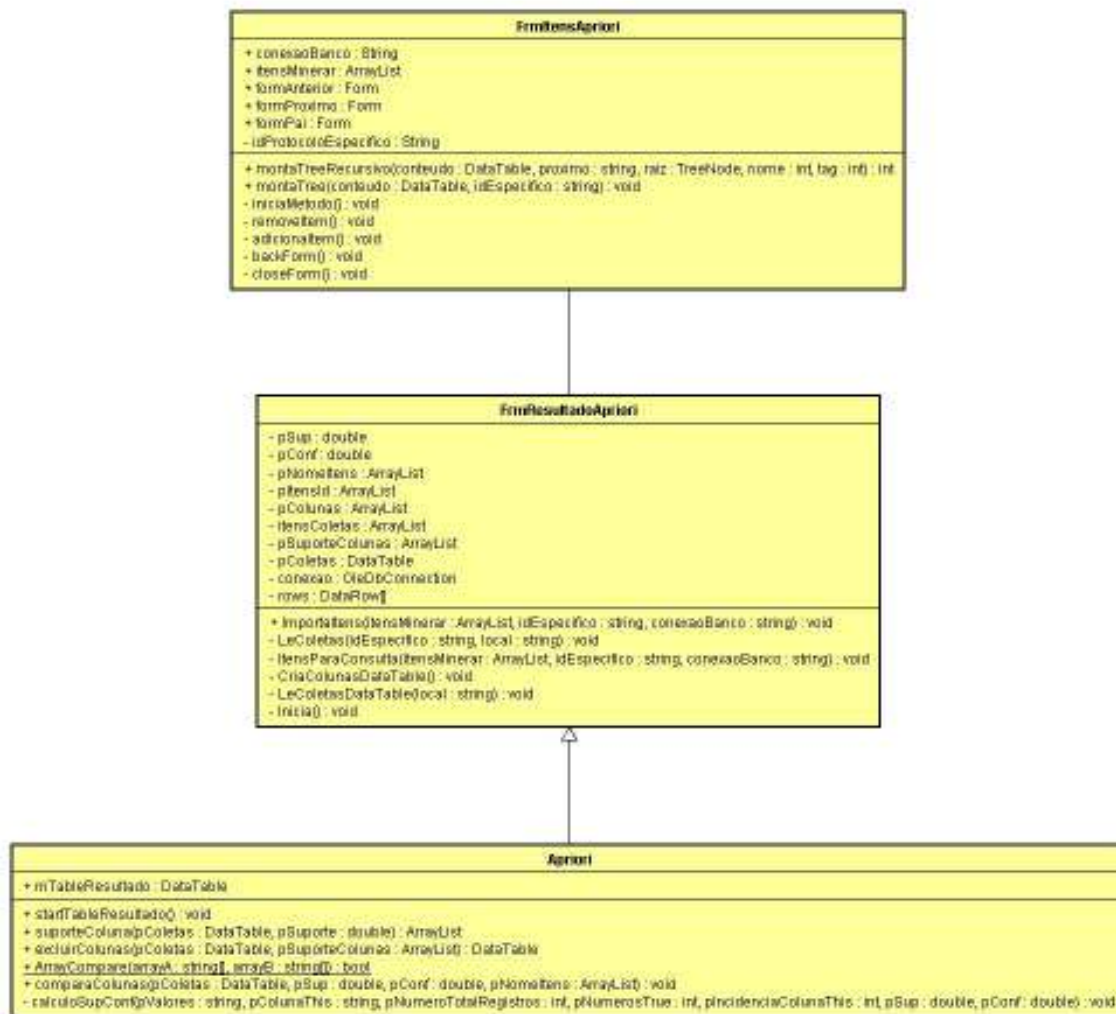 FrmItensApriori
+ conexaoBanco : String
+ itensMinerar : ArrayList
+ formAnterior : Form
+ formProximo : Form
+ formPai : Form
- idProtocoloEspecifico : String
+ montaTreeRecursivo(conteudo : DataTable, proximo : string, raiz : TreeNode, nome : int, tag : int) : int
+ montaTree(conteudo : DataTable, idEspecifico : string) : void
- iniciaMetodo() : void
- removeItem() : void
- adicionaItem() : void
- backForm() : void
- closeForm() : void
FrmResultadoApriori
- pSup : double
- pConf : double
- pNomeItens : ArrayList
- pItensId : ArrayList
- pColunas : ArrayList
- itensColetas : ArrayList
- pSuporteColunas : ArrayList
- pColetas : DataTable
- conexao : OleDbConnection
- rows : DataRow[]
+ ImporteItens(itensMinerar : ArrayList, idEspecifico : string, conexaoBanco : string) : void
- LeColetas(idEspecifico : string, local : string) : void
- ItensParaConsulta(itensMinerar : ArrayList, idEspecifico : string, conexaoBanco : string) : void
- CriaColunasDataTable() : void
- LeColetasDataTable(local : string) : void
- Inicia() : void
Apriori
+ mTableResultado : DataTable
+ startTableResultado() : void
+ suporteColuna(pColetas : DataTable, pSuporte : double) : ArrayList
+ excluirColunas(pColetas : DataTable, pSuporteColunas : ArrayList) : DataTable
+ ArrayCompare(arrayA : string[], arrayB : string[]) : bool
+ comparaColunas(pColetas : DataTable, pSup : double, pConf : double, pNomeItens : ArrayList) : void
- calculoSupConf(pValores : string, pColunaThis : string, pNumeroTotalRegistros : int, pNumerosTrue : int, pIncidenciaColunaThis : int, pSup : double, pConf : double) : void